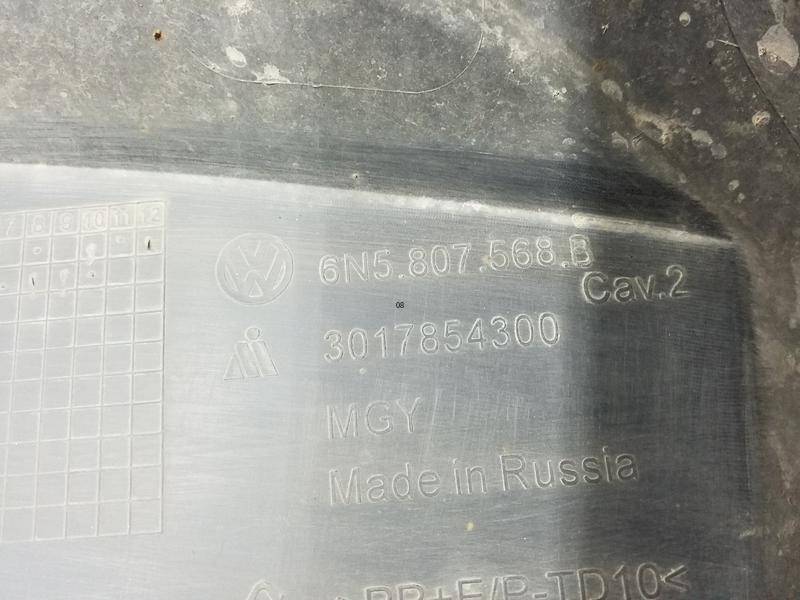 7 8 9 10 11 12
6N5.807.568.B
Cav.2
08
3017854300
MGY
Made in Russia
>PP+E/P-TD10<